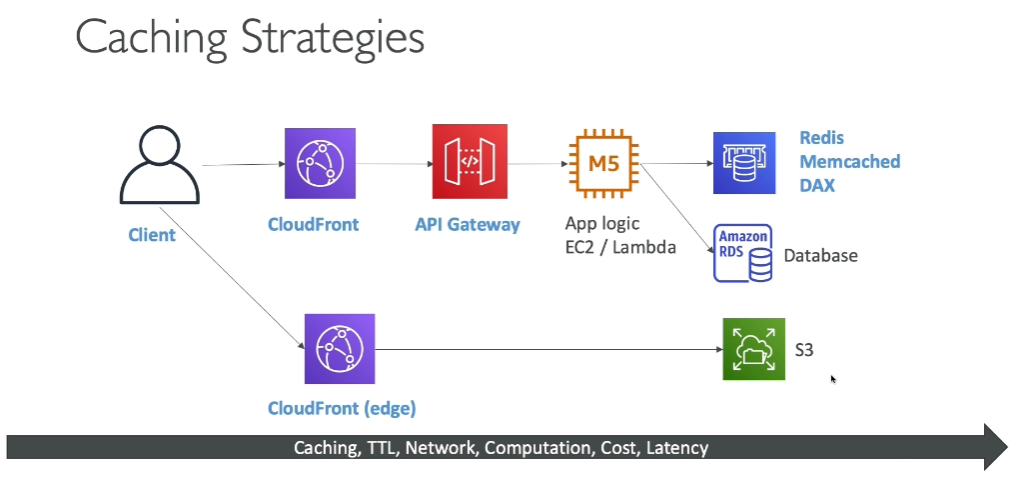 Caching Strategies
Client
CloudFront
API Gateway
</>
M5
App logic
EC2 / Lambda
Redis
Memcached
DAX
Amazon
RDS
Database
CloudFront (edge)
S3
Caching, TTL, Network, Computation, Cost, Latency